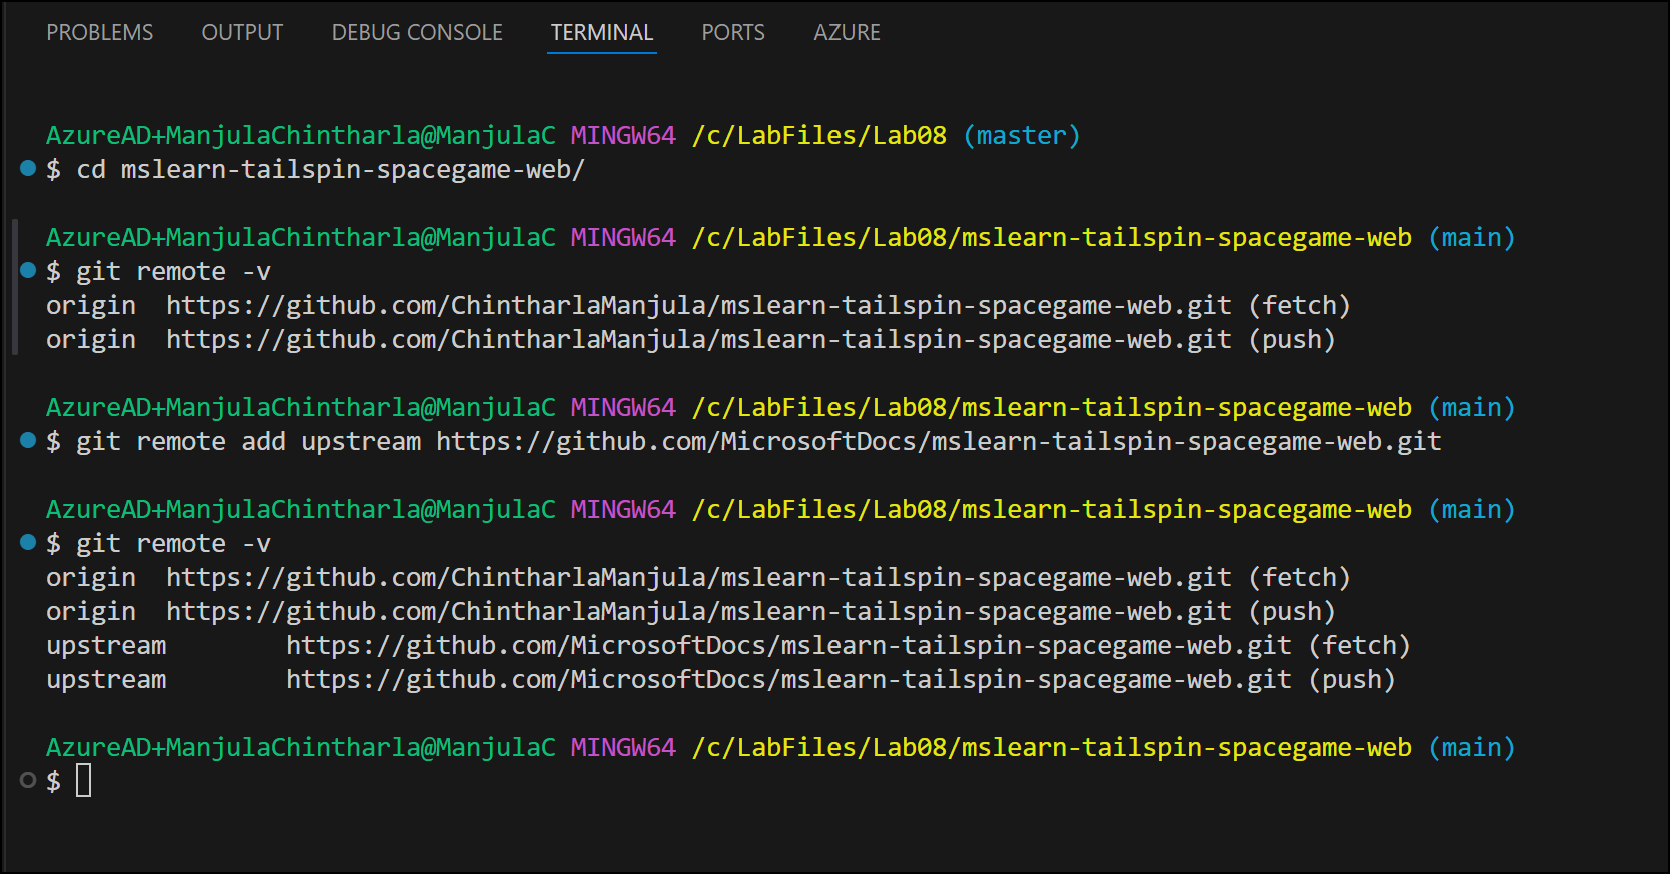 PROBLEMS OUTPUT DEBUG CONSOLE TERMINAL PORTS AZURE
AzureAD+ManjulaChintharla@ManjulaC MINGW64 /c/LabFiles/Lab08 (master)
$ cd mslearn-tailspin-spacegame-web/
AzureAD+ManjulaChintharla@ManjulaC MINGW64 /c/LabFiles/Lab08/mslearn-tailspin-spacegame-web (main)
$ git remote -v
origin  https://github.com/ChintharlaManjula/mslearn-tailspin-spacegame-web.git (fetch)
origin  https://github.com/ChintharlaManjula/mslearn-tailspin-spacegame-web.git (push)
AzureAD+ManjulaChintharla@ManjulaC MINGW64 /c/LabFiles/Lab08/mslearn-tailspin-spacegame-web (main)
$ git remote add upstream https://github.com/MicrosoftDocs/mslearn-tailspin-spacegame-web.git
AzureAD+ManjulaChintharla@ManjulaC MINGW64 /c/LabFiles/Lab08/mslearn-tailspin-spacegame-web (main)
$ git remote -v
origin  https://github.com/ChintharlaManjula/mslearn-tailspin-spacegame-web.git (fetch)
origin  https://github.com/ChintharlaManjula/mslearn-tailspin-spacegame-web.git (push)
upstream        https://github.com/MicrosoftDocs/mslearn-tailspin-spacegame-web.git (fetch)
upstream        https://github.com/MicrosoftDocs/mslearn-tailspin-spacegame-web.git (push)
AzureAD+ManjulaChintharla@ManjulaC MINGW64 /c/LabFiles/Lab08/mslearn-tailspin-spacegame-web (main)
$